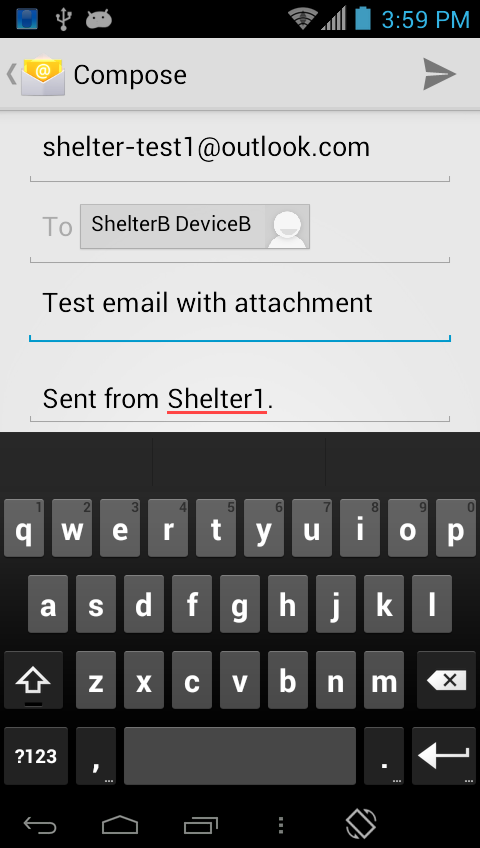 3:59 PM
Compose
shelter-test1@outlook.com
To ShelterB DeviceB
Test email with attachment
Sent from Shelter1.
1 2 3 4 5 6 7 8 9 0
q w e r t y u i o p
a s d f g h j k l
z x c v b n m
?123 , ... . ... ...